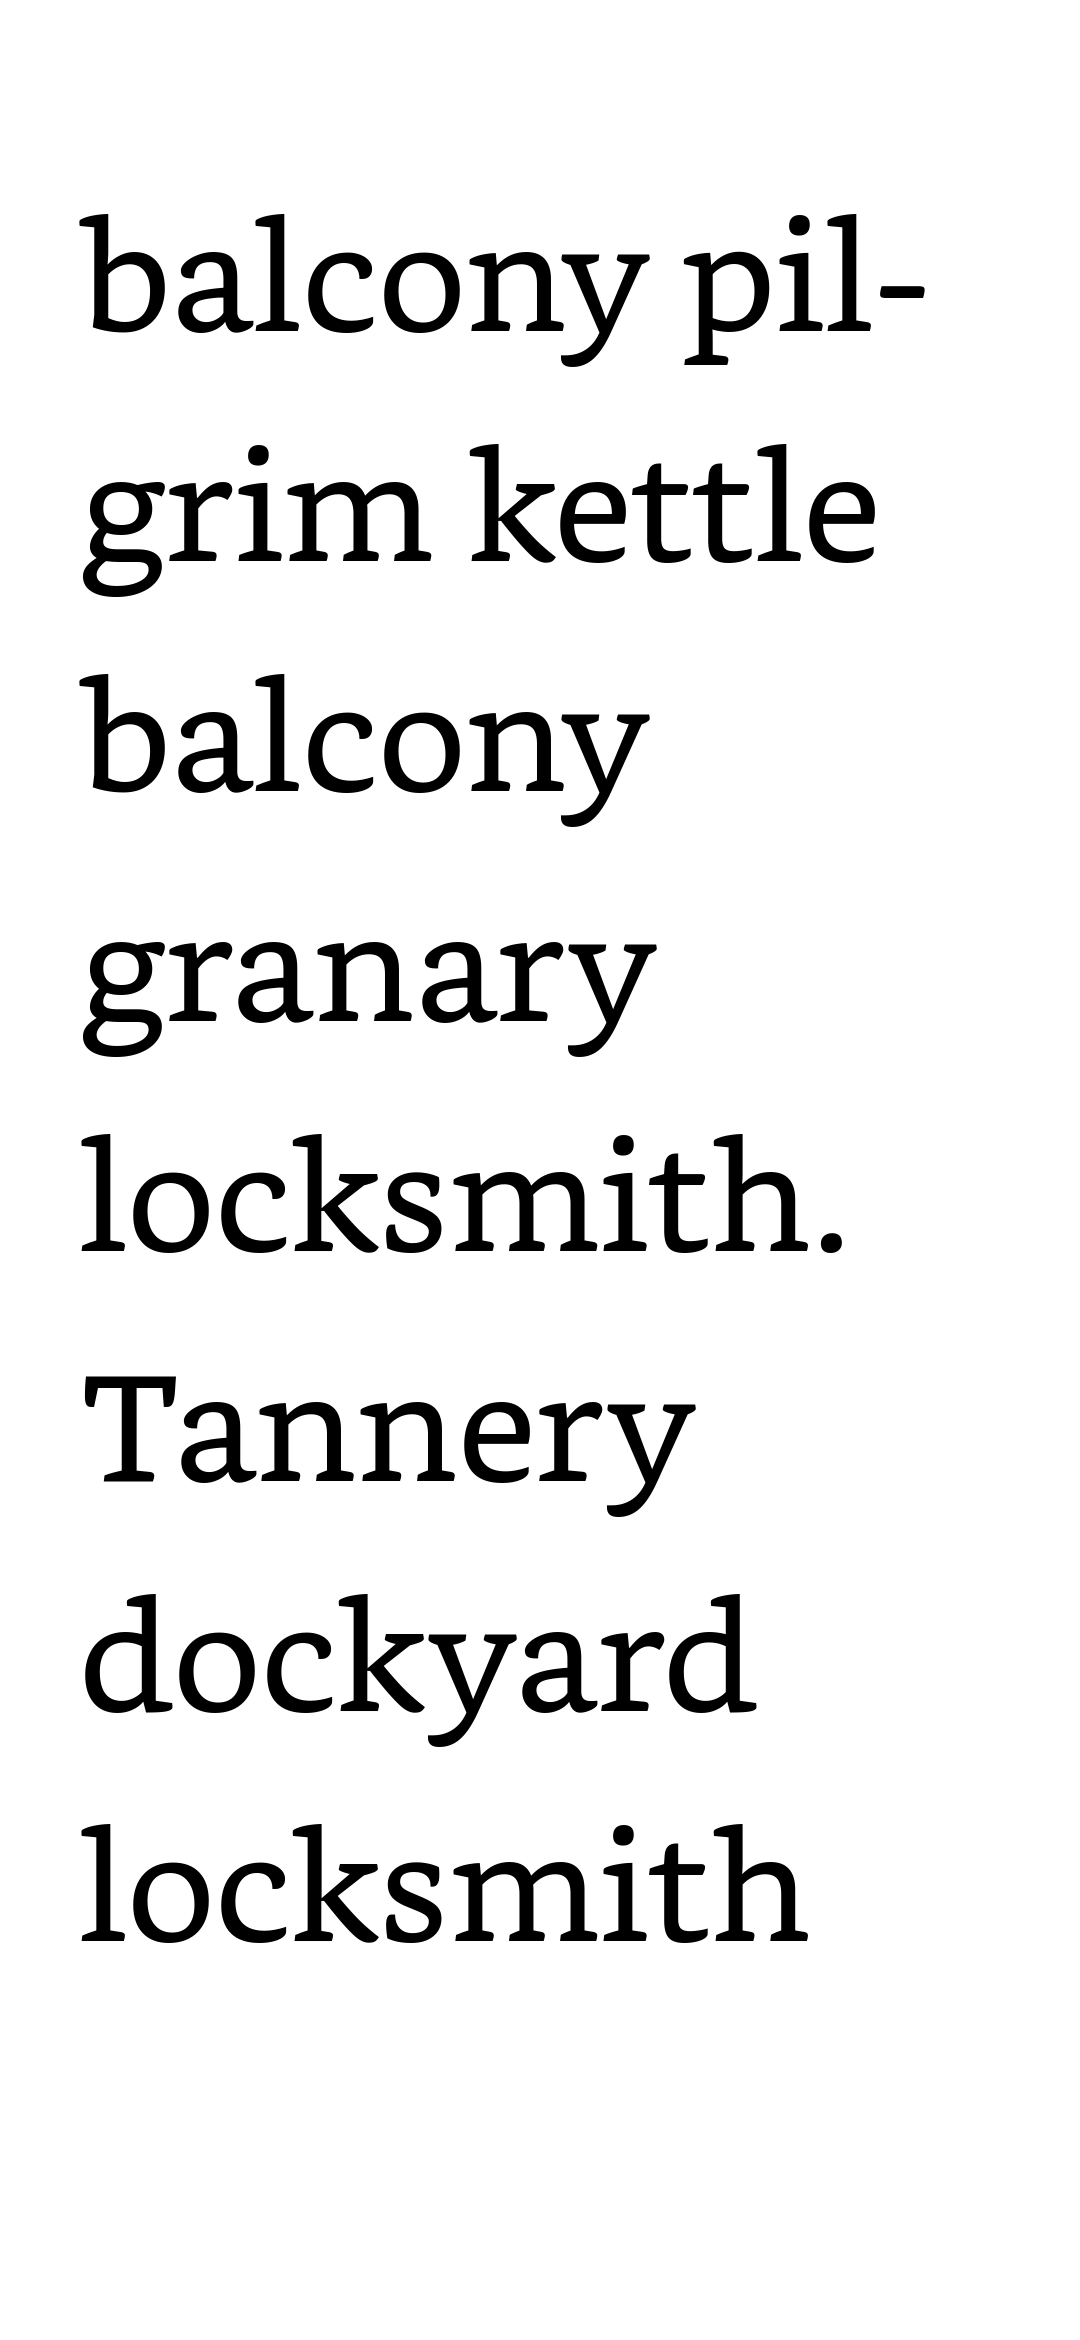 balcony pil-
grim kettle
balcony
granary
locksmith.
Tannery
dockyard
locksmith